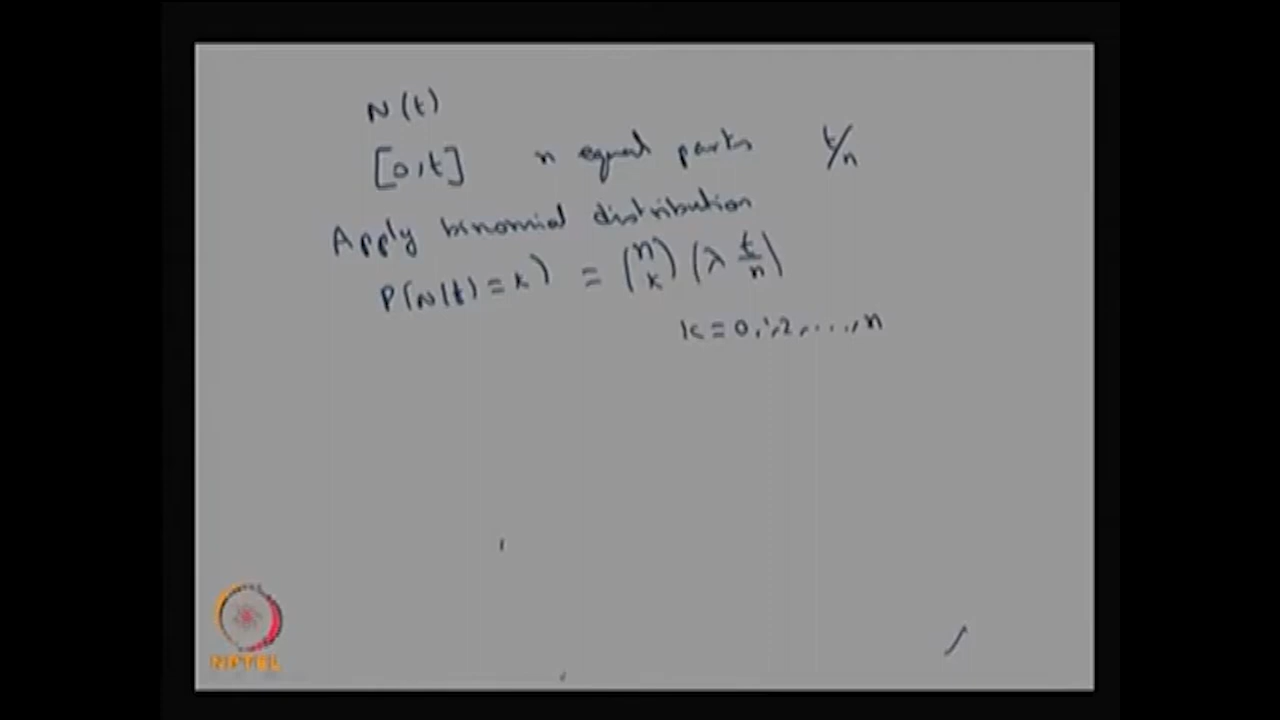 N(t)
[0,t] n equal parts t/n
Apply binomial distribution
P(N(t)=k) = (n k) (λ t/n)
k=0,1,2,...,n
NPTEL